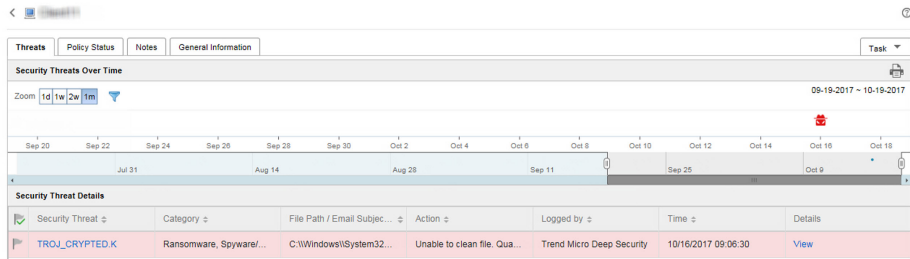 Threats Policy Status Notes General Information Task
Security Threats Over Time
Zoom 1d 1w 2w 1m 09-19-2017 ~ 10-19-2017
Sep 20 Sep 22 Sep 24 Sep 26 Sep 28 Sep 30 Oct 2 Oct 4 Oct 6 Oct 8 Oct 10 Oct 12 Oct 14 Oct 16 Oct 18
Jul 31 Aug 14 Aug 28 Sep 11 Sep 25 Oct 9
Security Threat Details
Security Threat Category File Path / Email Subjec... Action Logged by Time Details
TROJ_CRYPTED.K Ransomware, Spyware/... C:\\Windows\\System32... Unable to clean file. Qua... Trend Micro Deep Security 10/16/2017 09:06:30 View